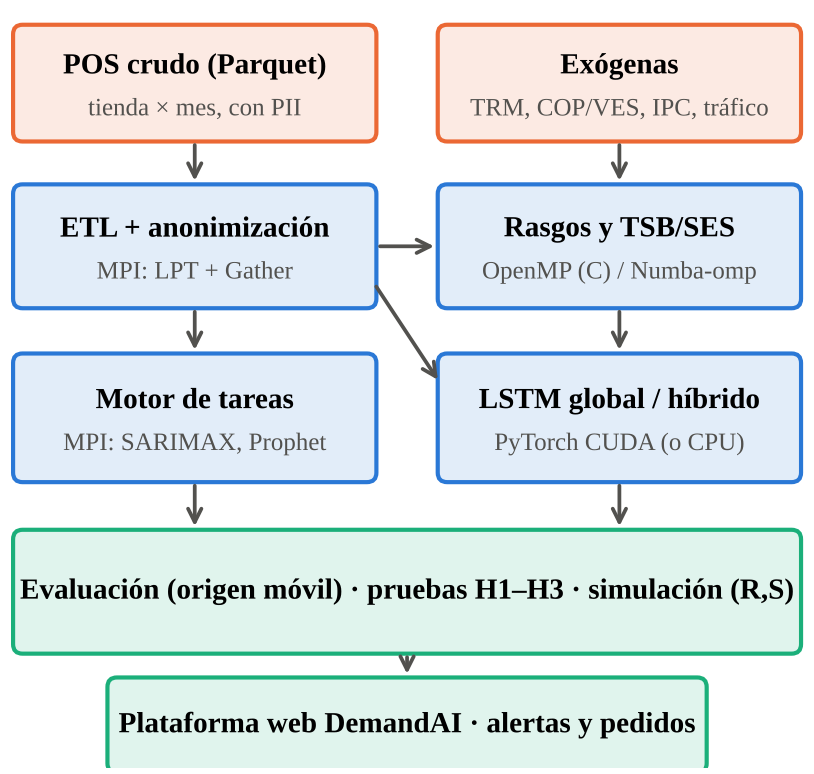 POS crudo (Parquet)
tienda × mes, con PII
Exógenas
TRM, COP/VES, IPC, tráfico
ETL + anonimización
MPI: LPT + Gather
Rasgos y TSB/SES
OpenMP (C) / Numba-omp
Motor de tareas
MPI: SARIMAX, Prophet
LSTM global / híbrido
PyTorch CUDA (o CPU)
Evaluación (origen móvil) · pruebas H1–H3 · simulación (R,S)
Plataforma web DemandAI · alertas y pedidos